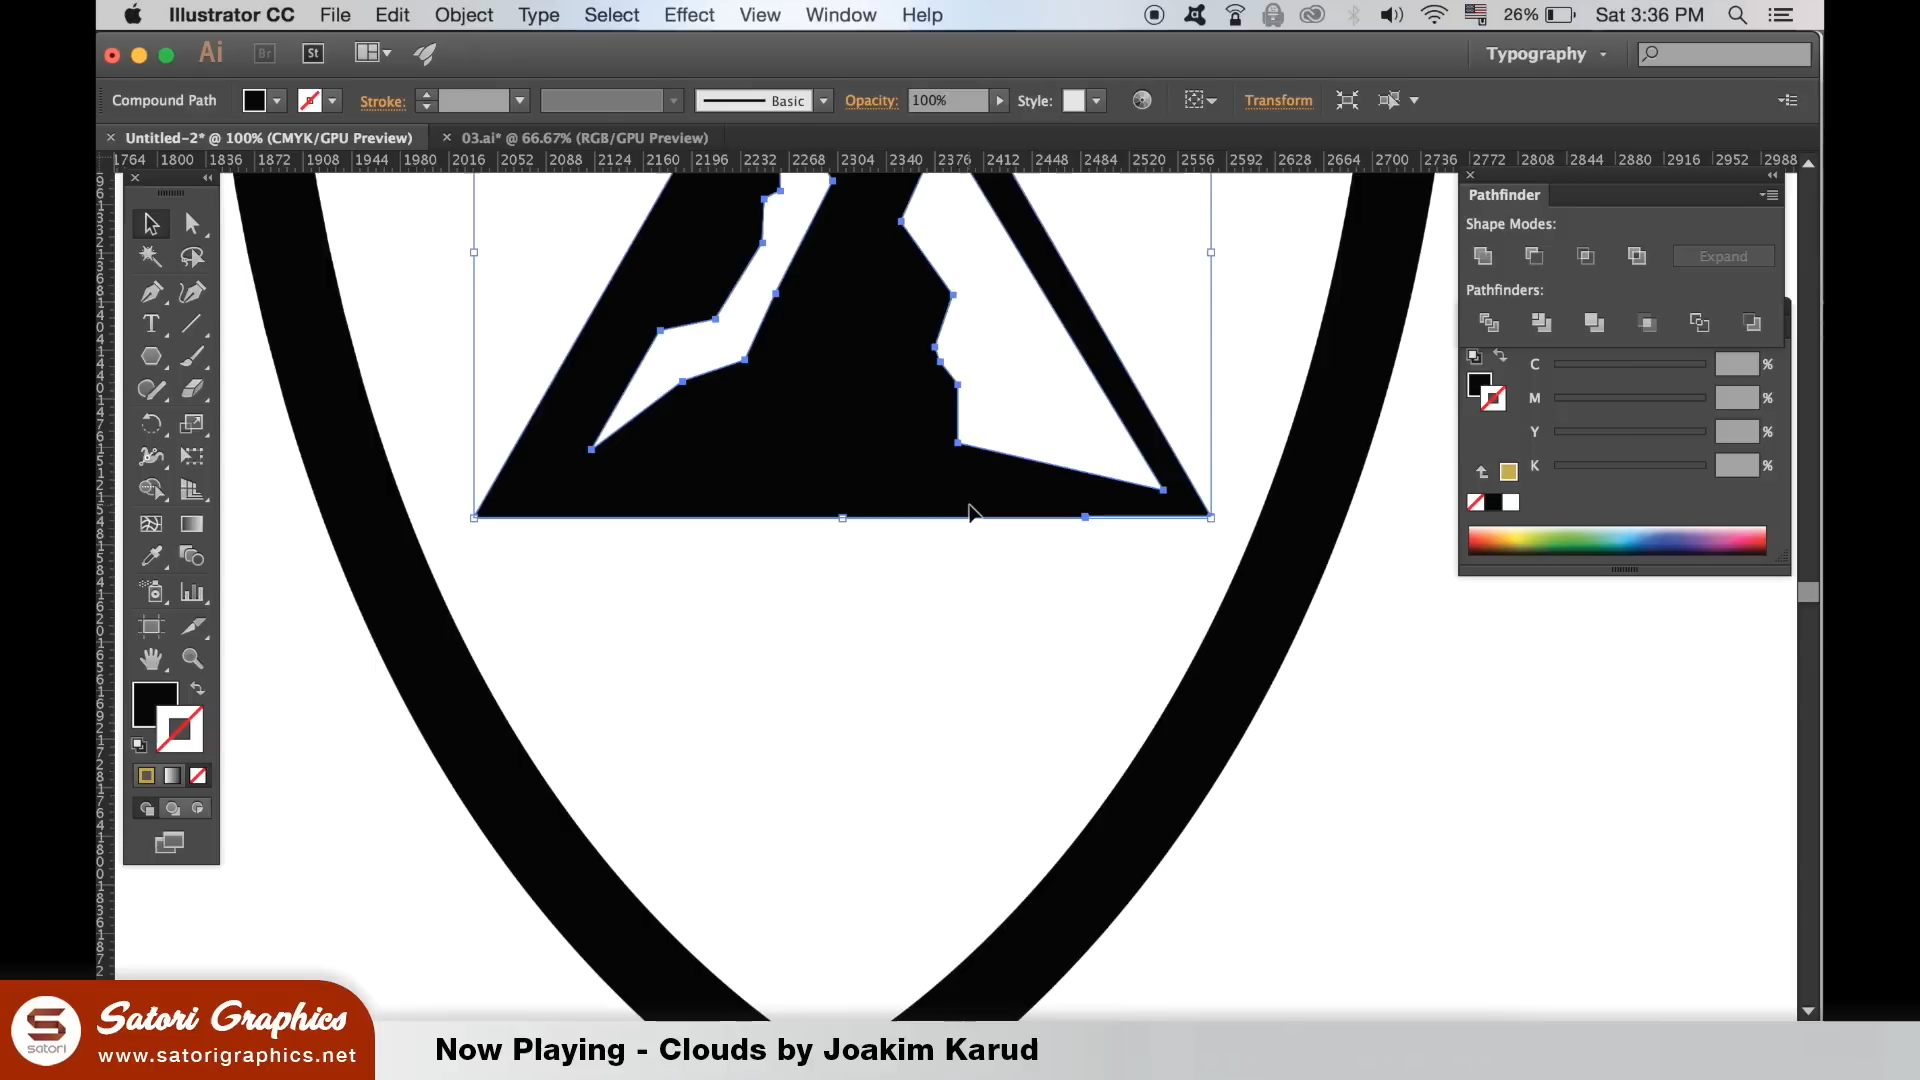 Illustrator CC File Edit Object Type Select Effect View Window Help 26% Sat 3:36 PM
Ai Br St Typography
Compound Path Stroke: Basic Opacity: 100% Style: Transform
Untitled-2* @ 100% (CMYK/GPU Preview) 03.ai* @ 66.67% (RGB/GPU Preview)
1764 1800 1836 1872 1908 1944 1980 2016 2052 2088 2124 2160 2196 2232 2268 2304 2340 2376 2412 2448 2484 2520 2556 2592 2628 2664 2700 2736 2772 2808 2844 2880 2916 2952 2988
Pathfinder
Shape Modes:
Expand
Pathfinders:
C %
M %
Y %
K %
T
Satori Graphics
www.satorigraphics.net
satori
Now Playing - Clouds by Joakim Karud